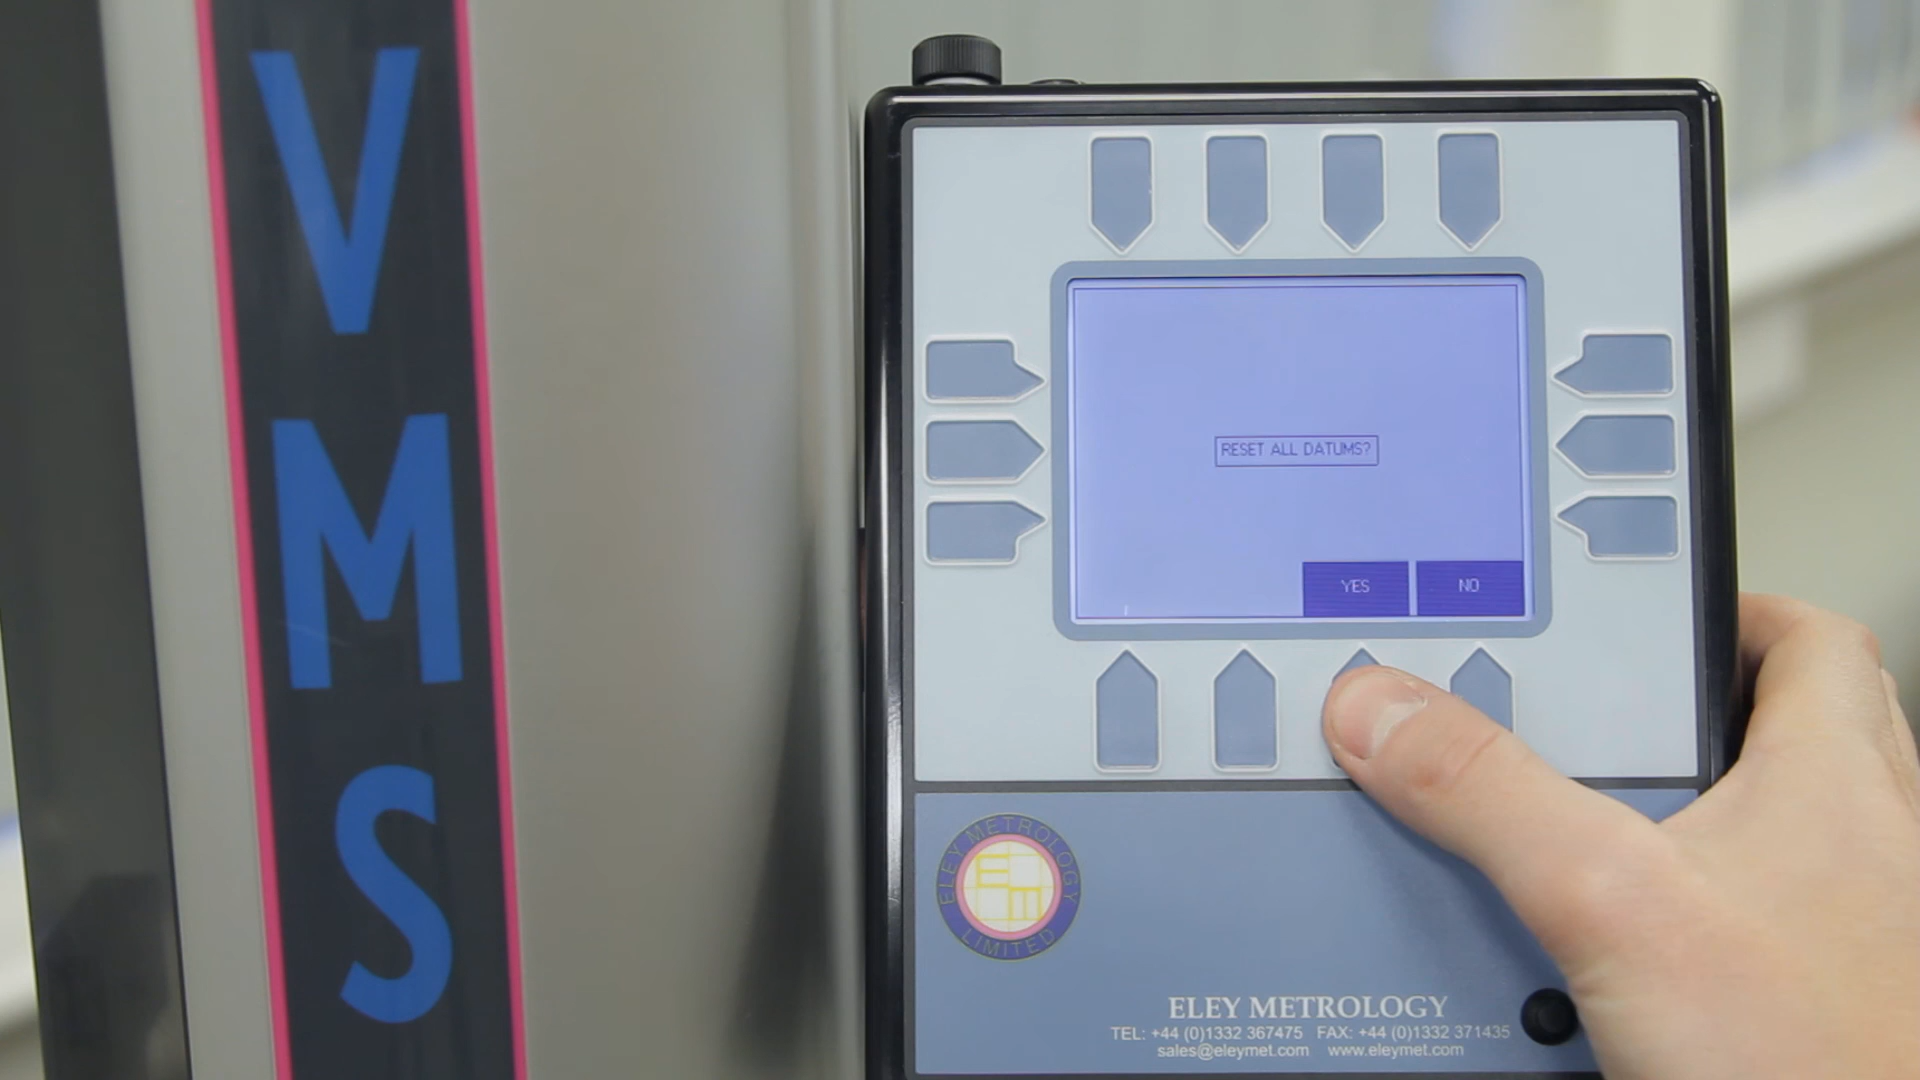 VMS
RESET ALL DATUMS?
YES NO
ELEY METROLOGY
EM
LIMITED
ELEY METROLOGY
TEL: +44 (0)1332 367475 FAX: +44 (0)1332 371435
sales@eleymet.com www.eleymet.com